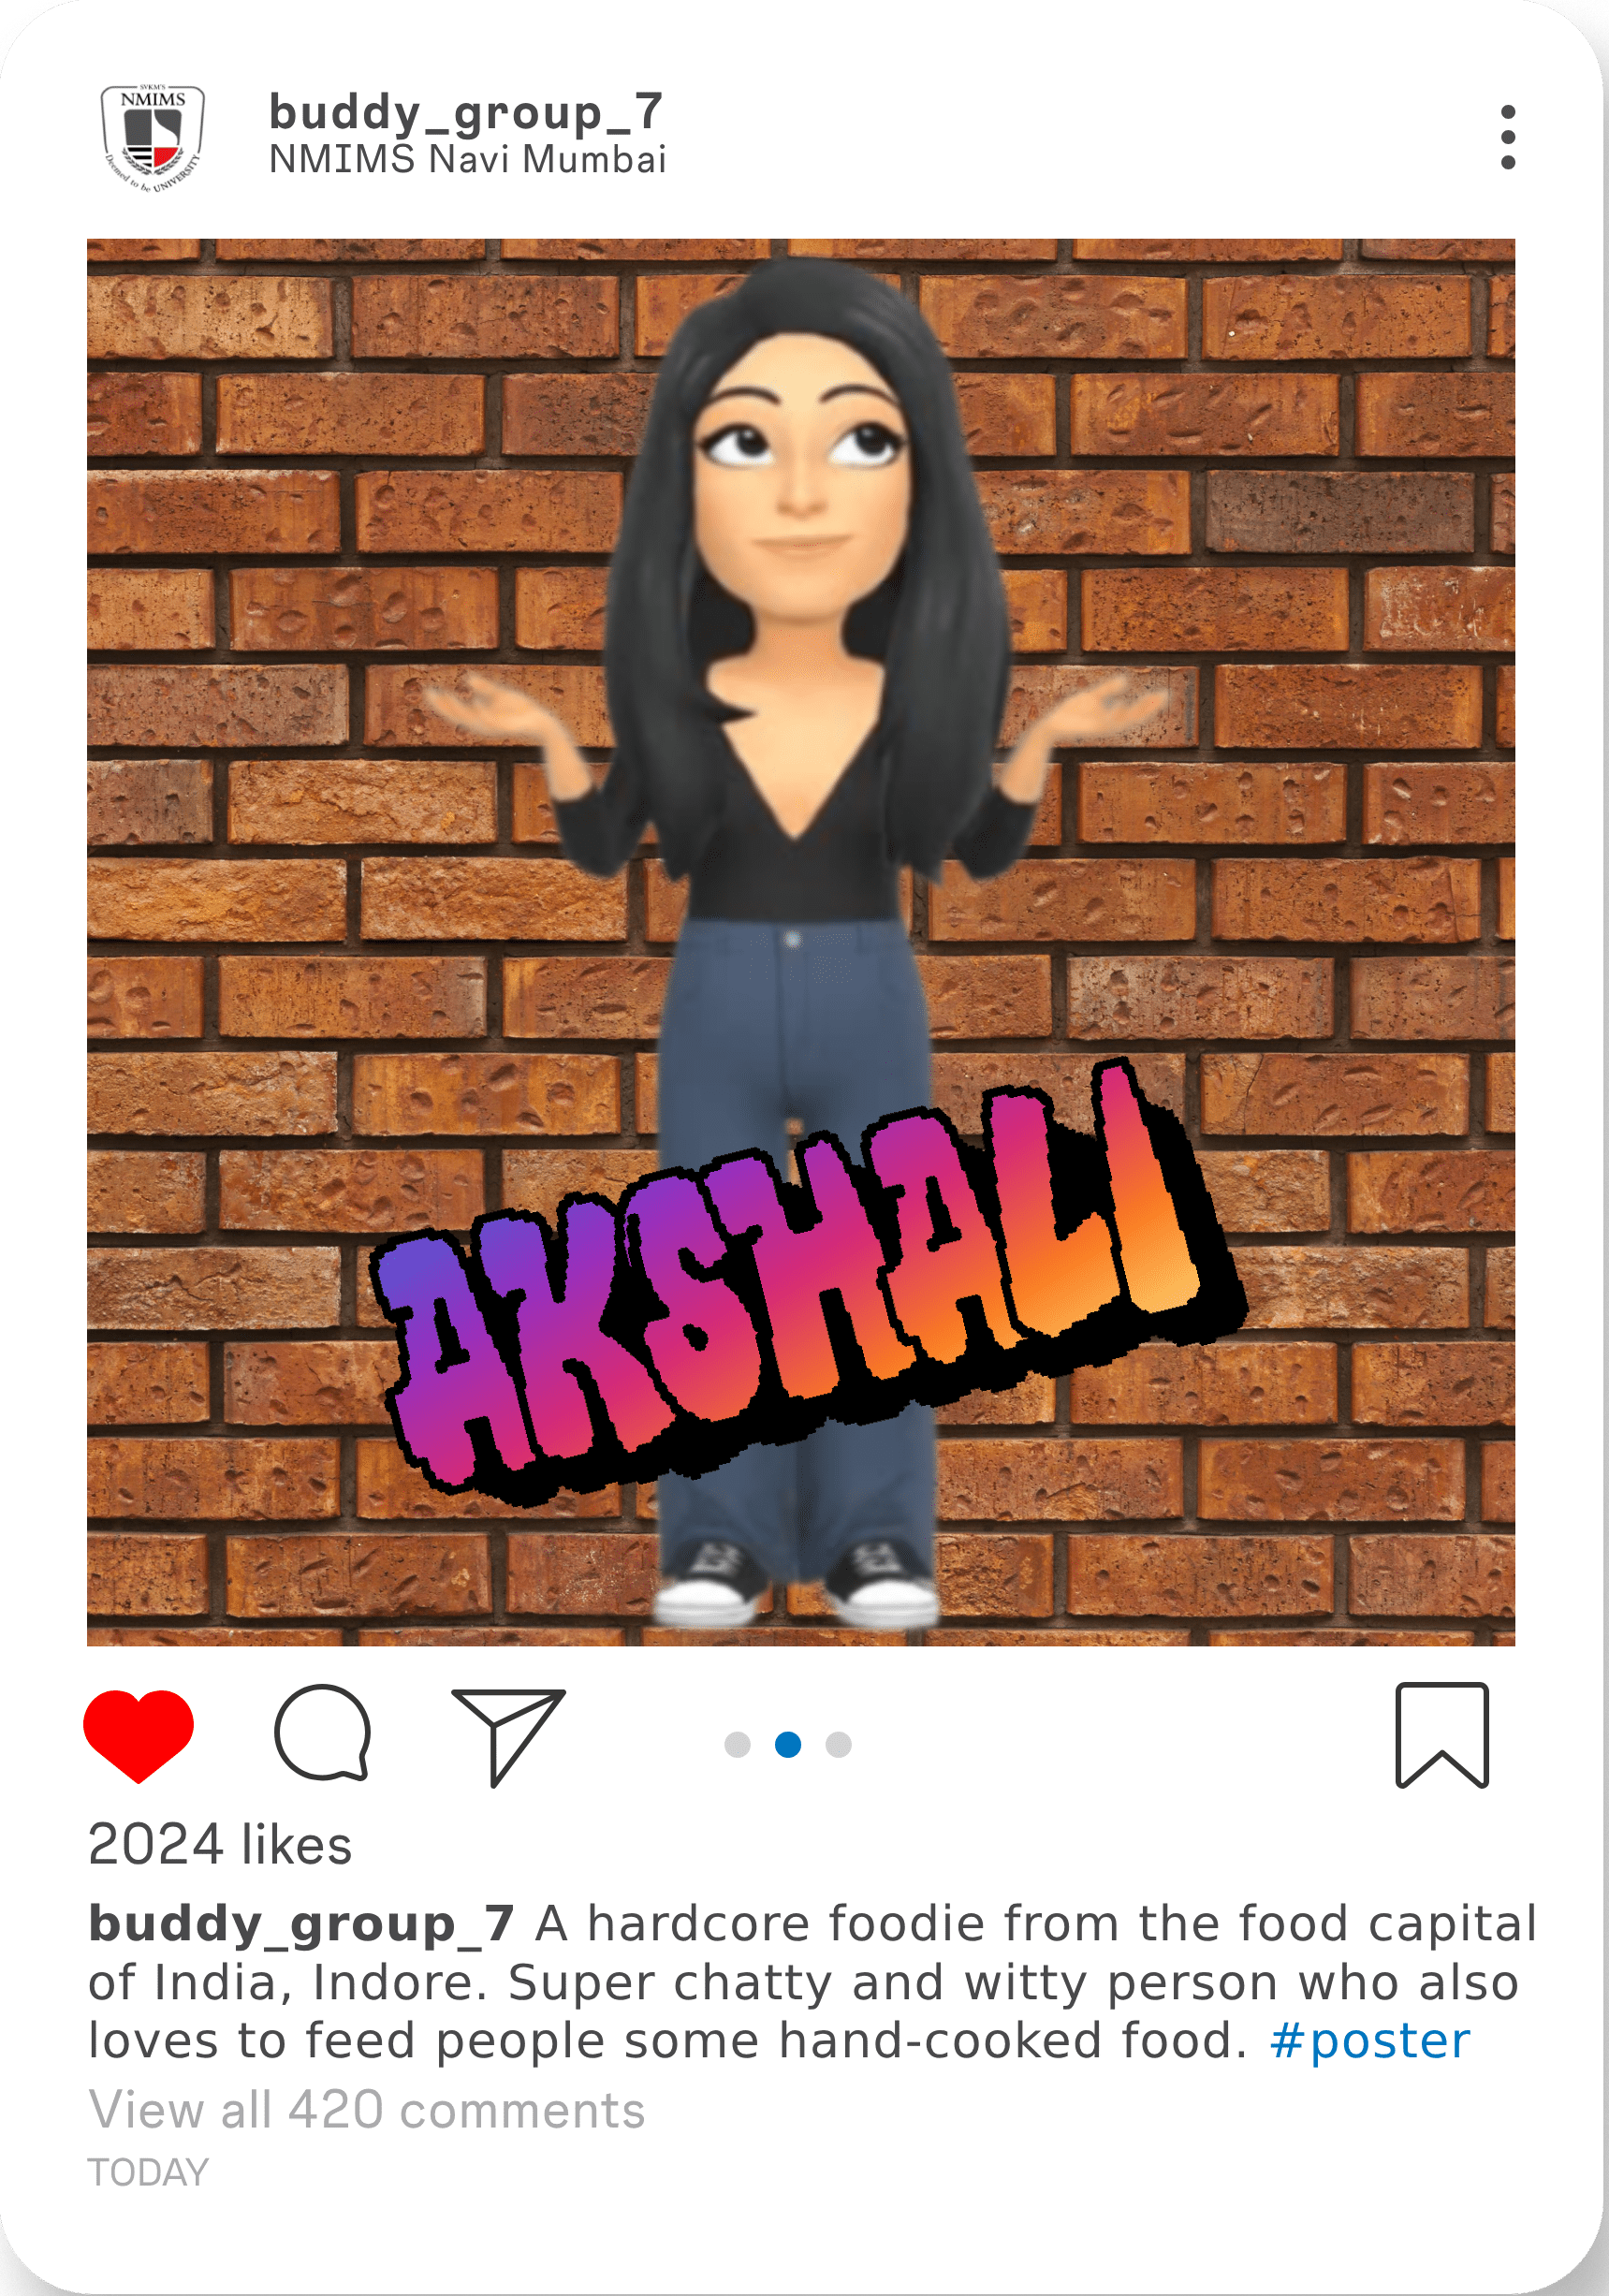 SVKM'S
NMIMS
Deemed to be UNIVERSITY
buddy_group_7
NMIMS Navi Mumbai
AKSHALI
2024 likes
buddy_group_7 A hardcore foodie from the food capital
of India, Indore. Super chatty and witty person who also
loves to feed people some hand-cooked food. #poster
View all 420 comments
TODAY